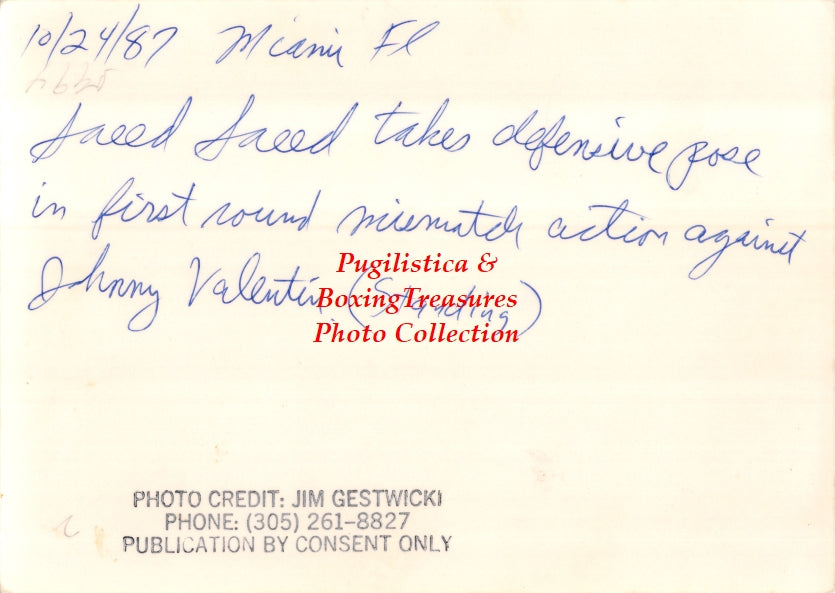 10/24/87 Miami Fl
Saeed Saeed takes defensive pose
in first round mismatch action against
Johnny Valentin (Standing)
Pugilistica &
BoxingTreasures
Photo Collection
PHOTO CREDIT: JIM GESTWICKI
PHONE: (305) 261-8827
PUBLICATION BY CONSENT ONLY